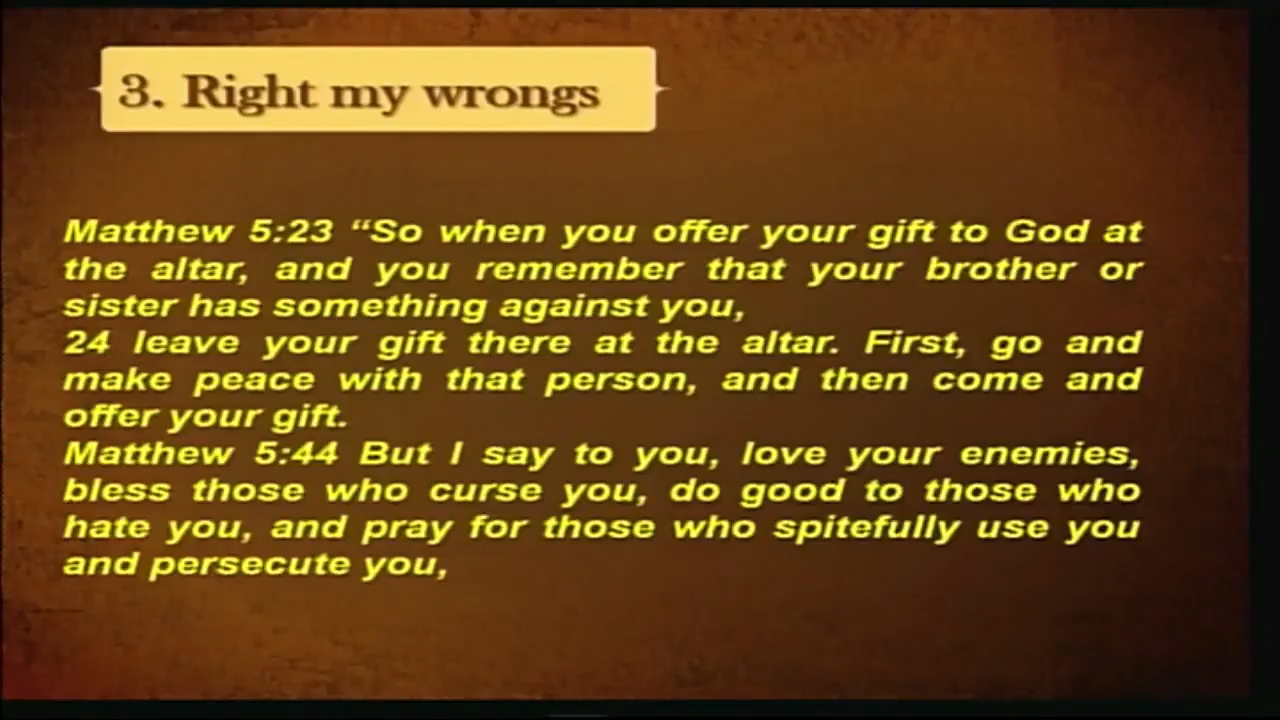 3. Right my wrongs
Matthew 5:23 “So when you offer your gift to God at
the altar, and you remember that your brother or
sister has something against you,
24 leave your gift there at the altar. First, go and
make peace with that person, and then come and
offer your gift.
Matthew 5:44 But I say to you, love your enemies,
bless those who curse you, do good to those who
hate you, and pray for those who spitefully use you
and persecute you,